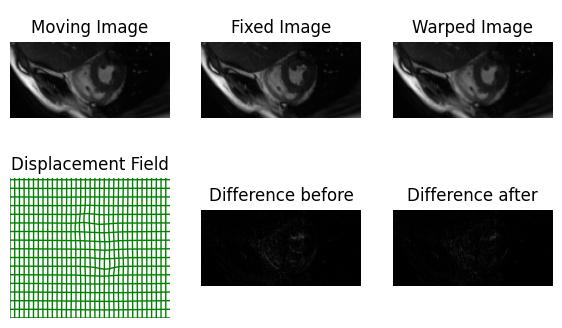 Moving Image
Fixed Image
Warped Image
Displacement Field
Difference before
Difference after